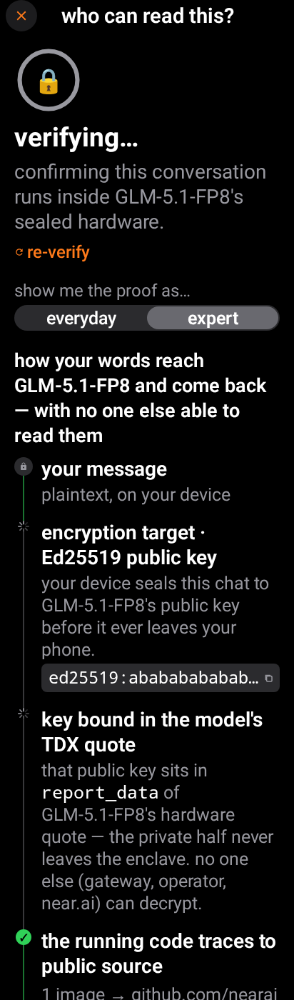 who can read this?
verifying…
confirming this conversation
runs inside GLM-5.1-FP8's
sealed hardware.
re-verify
show me the proof as…
everyday expert
how your words reach
GLM-5.1-FP8 and come back
— with no one else able to
read them
your message
plaintext, on your device
encryption target ·
Ed25519 public key
your device seals this chat to
GLM-5.1-FP8's public key
before it ever leaves your
phone.
ed25519:abababababab…
key bound in the model's
TDX quote
that public key sits in
report_data of
GLM-5.1-FP8's hardware
quote — the private half never
leaves the enclave. no one
else (gateway, operator,
near.ai) can decrypt.
the running code traces to
public source
1 image → github.com/nearai